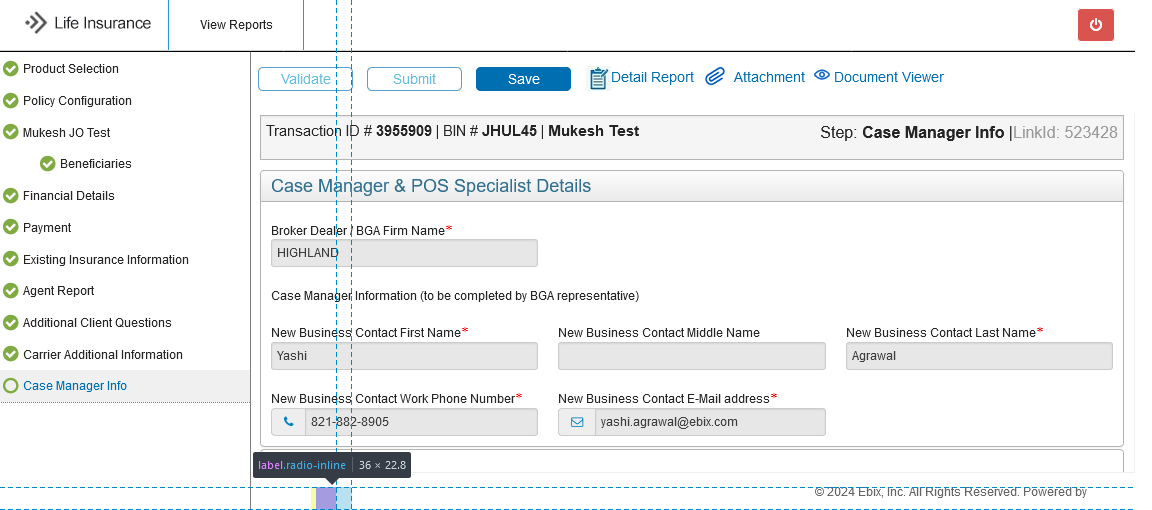 Life Insurance
View Reports
Product Selection
Policy Configuration
Mukesh JO Test
Beneficiaries
Financial Details
Payment
Existing Insurance Information
Agent Report
Additional Client Questions
Carrier Additional Information
Case Manager Info
Validate
Submit
Save
Detail Report
Attachment
Document Viewer
Transaction ID # 3955909 | BIN # JHUL45 | Mukesh Test
Step: Case Manager Info |LinkId: 523428
Case Manager & POS Specialist Details
Broker Dealer / BGA Firm Name*
HIGHLAND
Case Manager Information (to be completed by BGA representative)
New Business Contact First Name*
New Business Contact Middle Name
New Business Contact Last Name*
Yashi
Agrawal
New Business Contact Work Phone Number*
New Business Contact E-Mail address*
821-882-8905
yashi.agrawal@ebix.com
label.radio-inline
36 × 22.8
© 2024 Ebix, Inc. All Rights Reserved. Powered by